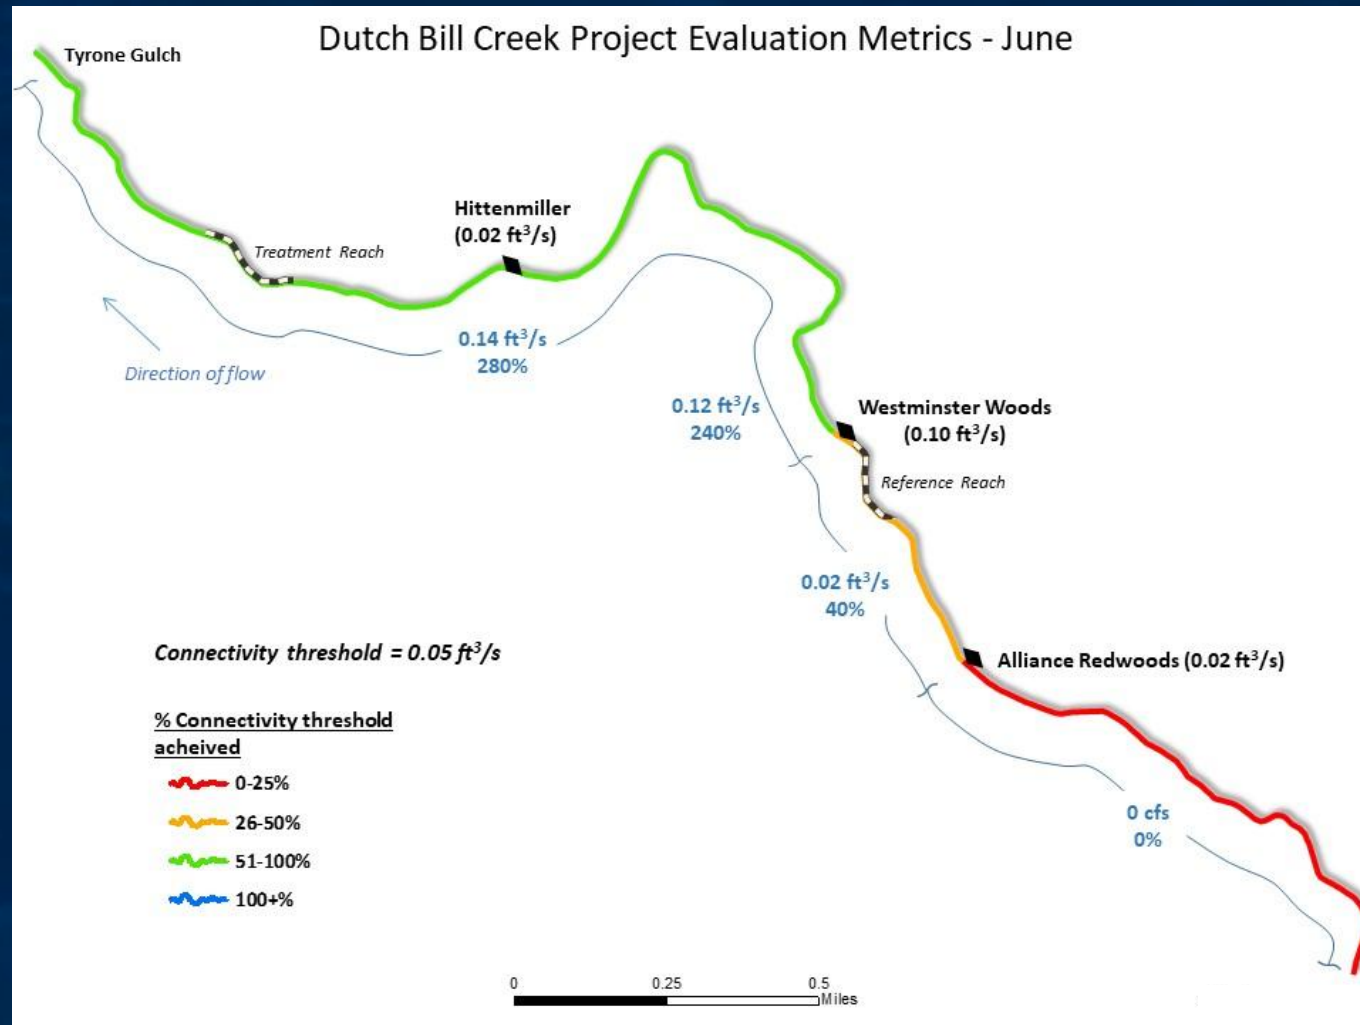 Dutch Bill Creek Project Evaluation Metrics - June
Tyrone Gulch
Hittenmiller
(0.02 ft³/s)
Treatment Reach
0.14 ft³/s
280%
Direction of flow
0.12 ft³/s
240%
Westminster Woods
(0.10 ft³/s)
Reference Reach
0.02 ft³/s
40%
Connectivity threshold = 0.05 ft³/s
Alliance Redwoods (0.02 ft³/s)
% Connectivity threshold
acheived
0-25%
26-50%
51-100%
100+%
0 cfs
0%
0 0.25 0.5
Miles